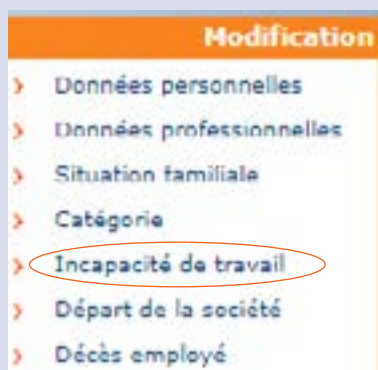 Modification
Données personnelles
Données professionnelles
Situation familiale
Catégorie
Incapacité de travail
Départ de la société
Décès employé